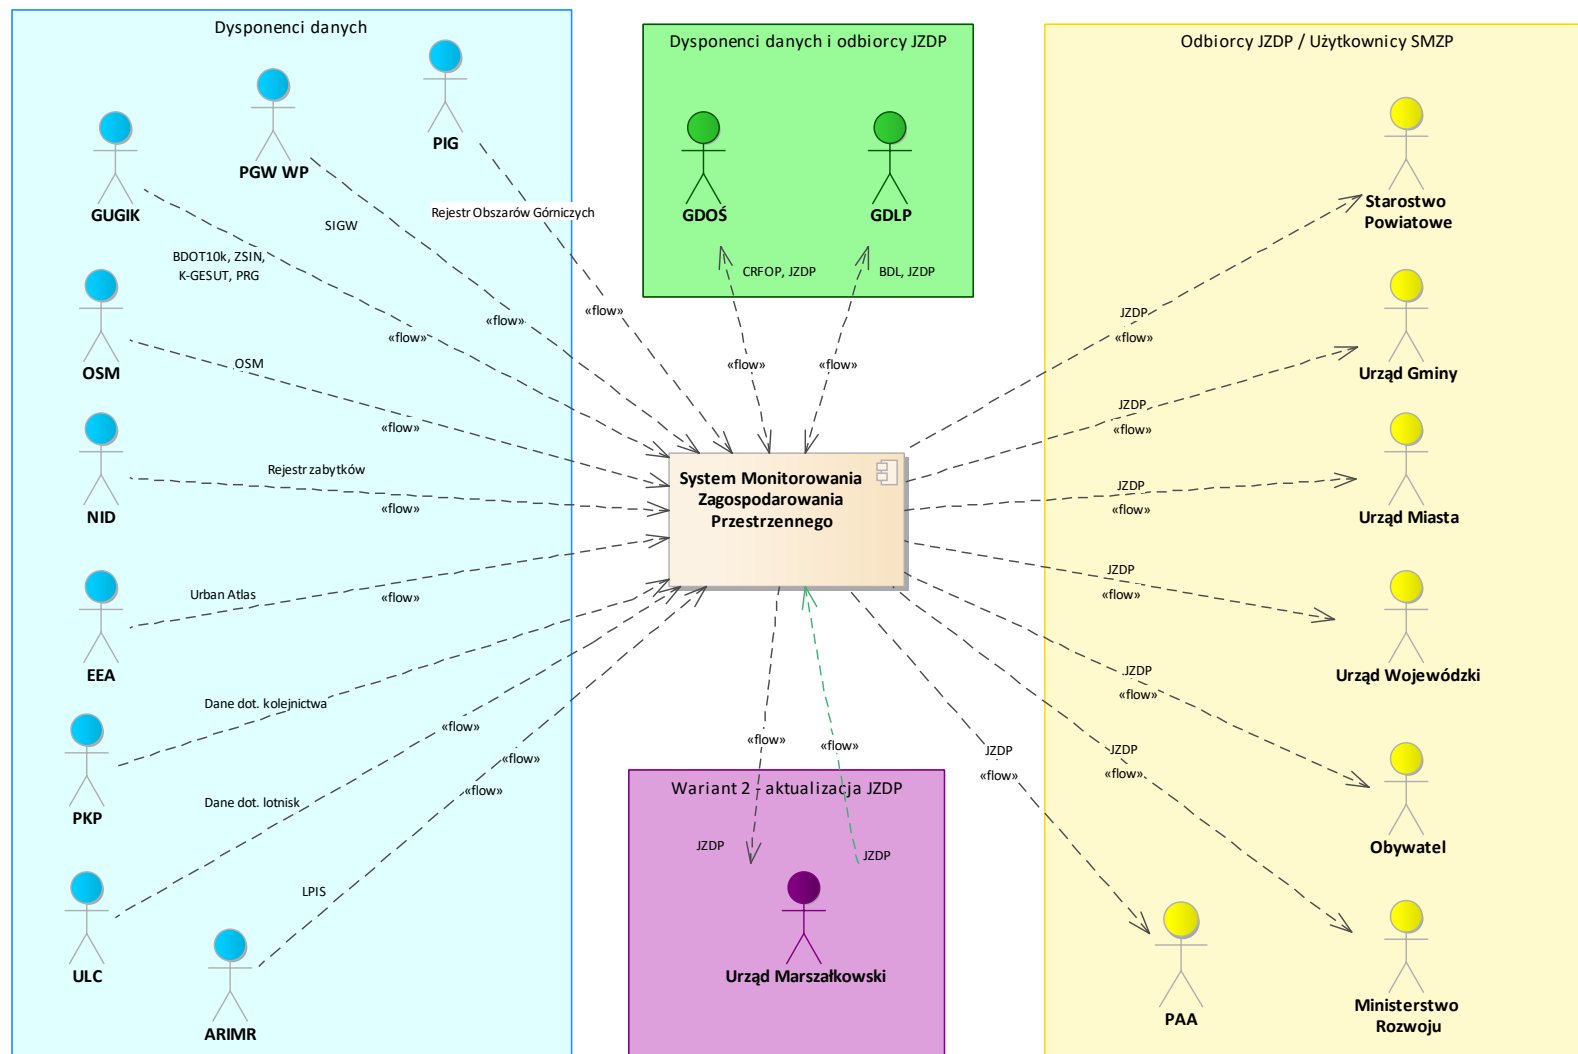 Dysponenci danych
PIG
PGW WP
GUGIK
Rejestr Obszarów Górniczych
SIGW
BDOT10k, ZSIN,
K-GESUT, PRG
«flow»
«flow»
«flow»
OSM
OSM
«flow»
NID
Rejestr zabytków
«flow»
EEA
Urban Atlas
«flow»
PKP
Dane dot. kolejnictwa
«flow»
ULC
Dane dot. lotnisk
«flow»
ARIMR
LPIS
«flow»
Dysponenci danych i odbiorcy JZDP
GDOŚ
GDLP
CRFOP, JZDP
BDL, JZDP
«flow»
«flow»
System Monitorowania
Zagospodarowania
Przestrzennego
«flow»
«flow»
Wariant 2 - aktualizacja JZDP
JZDP
JZDP
Urząd Marszałkowski
Odbiorcy JZDP / Użytkownicy SMZP
Starostwo
Powiatowe
JZDP
«flow»
Urząd Gminy
JZDP
«flow»
Urząd Miasta
JZDP
«flow»
Urząd Wojewódzki
JZDP
«flow»
Obywatel
JZDP
«flow»
Ministerstwo
Rozwoju
JZDP
«flow»
PAA
JZDP
«flow»